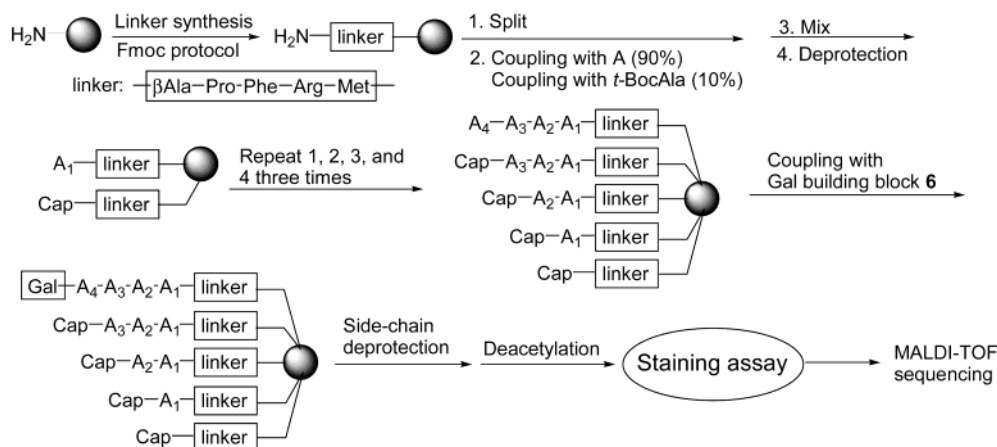 H₂N
Linker synthesis
Fmoc protocol
H₂N
linker
1. Split
2. Coupling with A (90%)
Coupling with t-BocAla (10%)
3. Mix
4. Deprotection
linker: βAla–Pro–Phe–Arg–Met
A₁–linker
Cap–linker
Repeat 1, 2, 3, and
4 three times
A₄–A₃-A₂-A₁–linker
Cap–A₃-A₂-A₁–linker
Cap–A₂-A₁–linker
Cap–A₁–linker
Cap–linker
Coupling with
Gal building block 6
Gal–A₄–A₃–A₂–A₁–linker
Cap–A₃-A₂-A₁–linker
Cap–A₂-A₁–linker
Cap–A₁–linker
Cap–linker
Side-chain
deprotection
Deacetylation
Staining assay
MALDI-TOF
sequencing